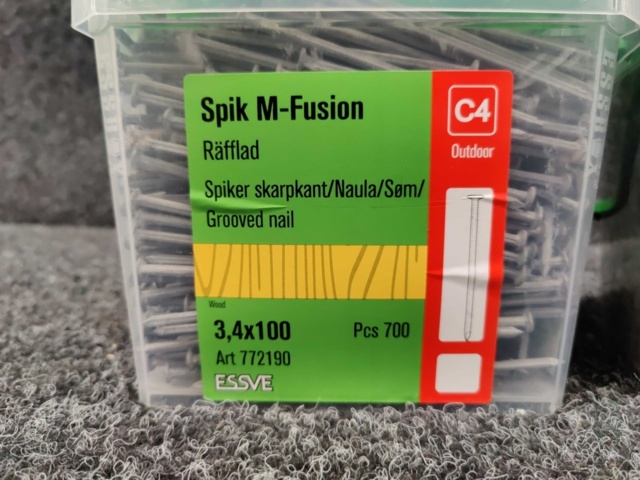 Spik M-Fusion
Räfflad
Spiker skarpkant/Naula/Søm/
Grooved nail
Wood
3,4x100 Pcs 700
Art 772190
ESSVE
C4
Outdoor